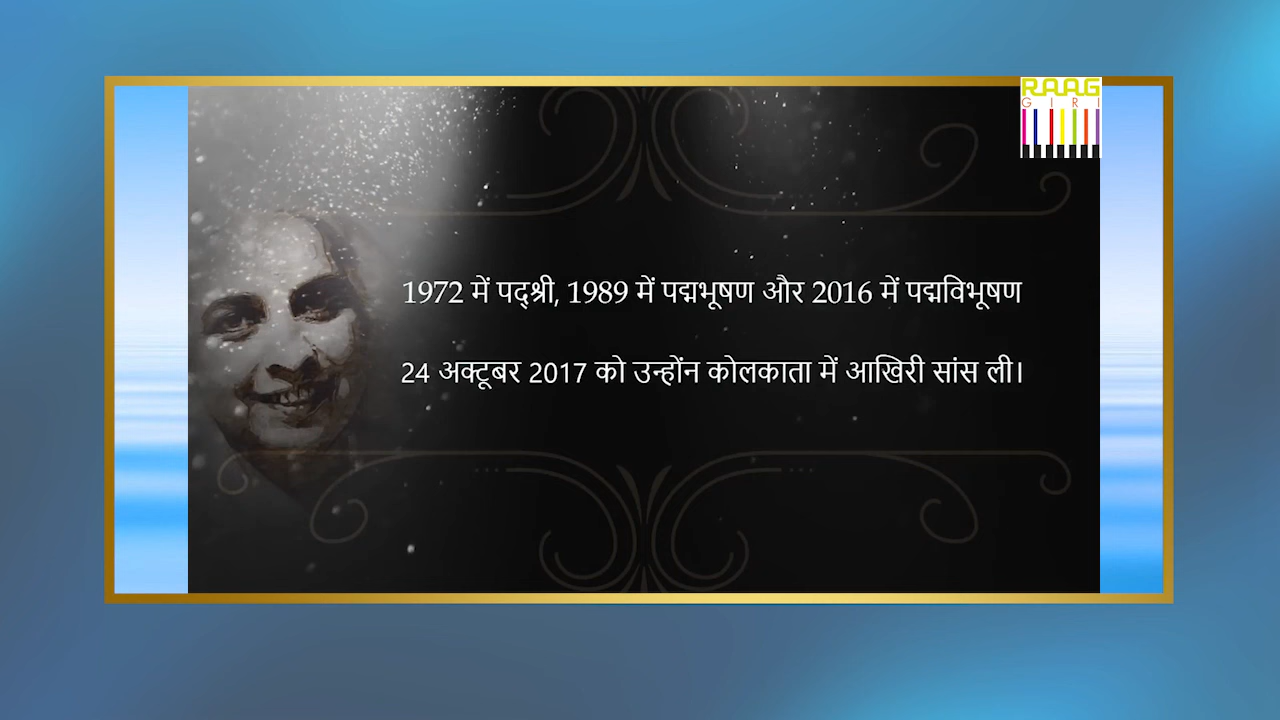 RAAG
GIRI
1972 में पद्श्री, 1989 में पद्मभूषण और 2016 में पद्मविभूषण
24 अक्टूबर 2017 को उन्होंन कोलकाता में आखिरी सांस ली।